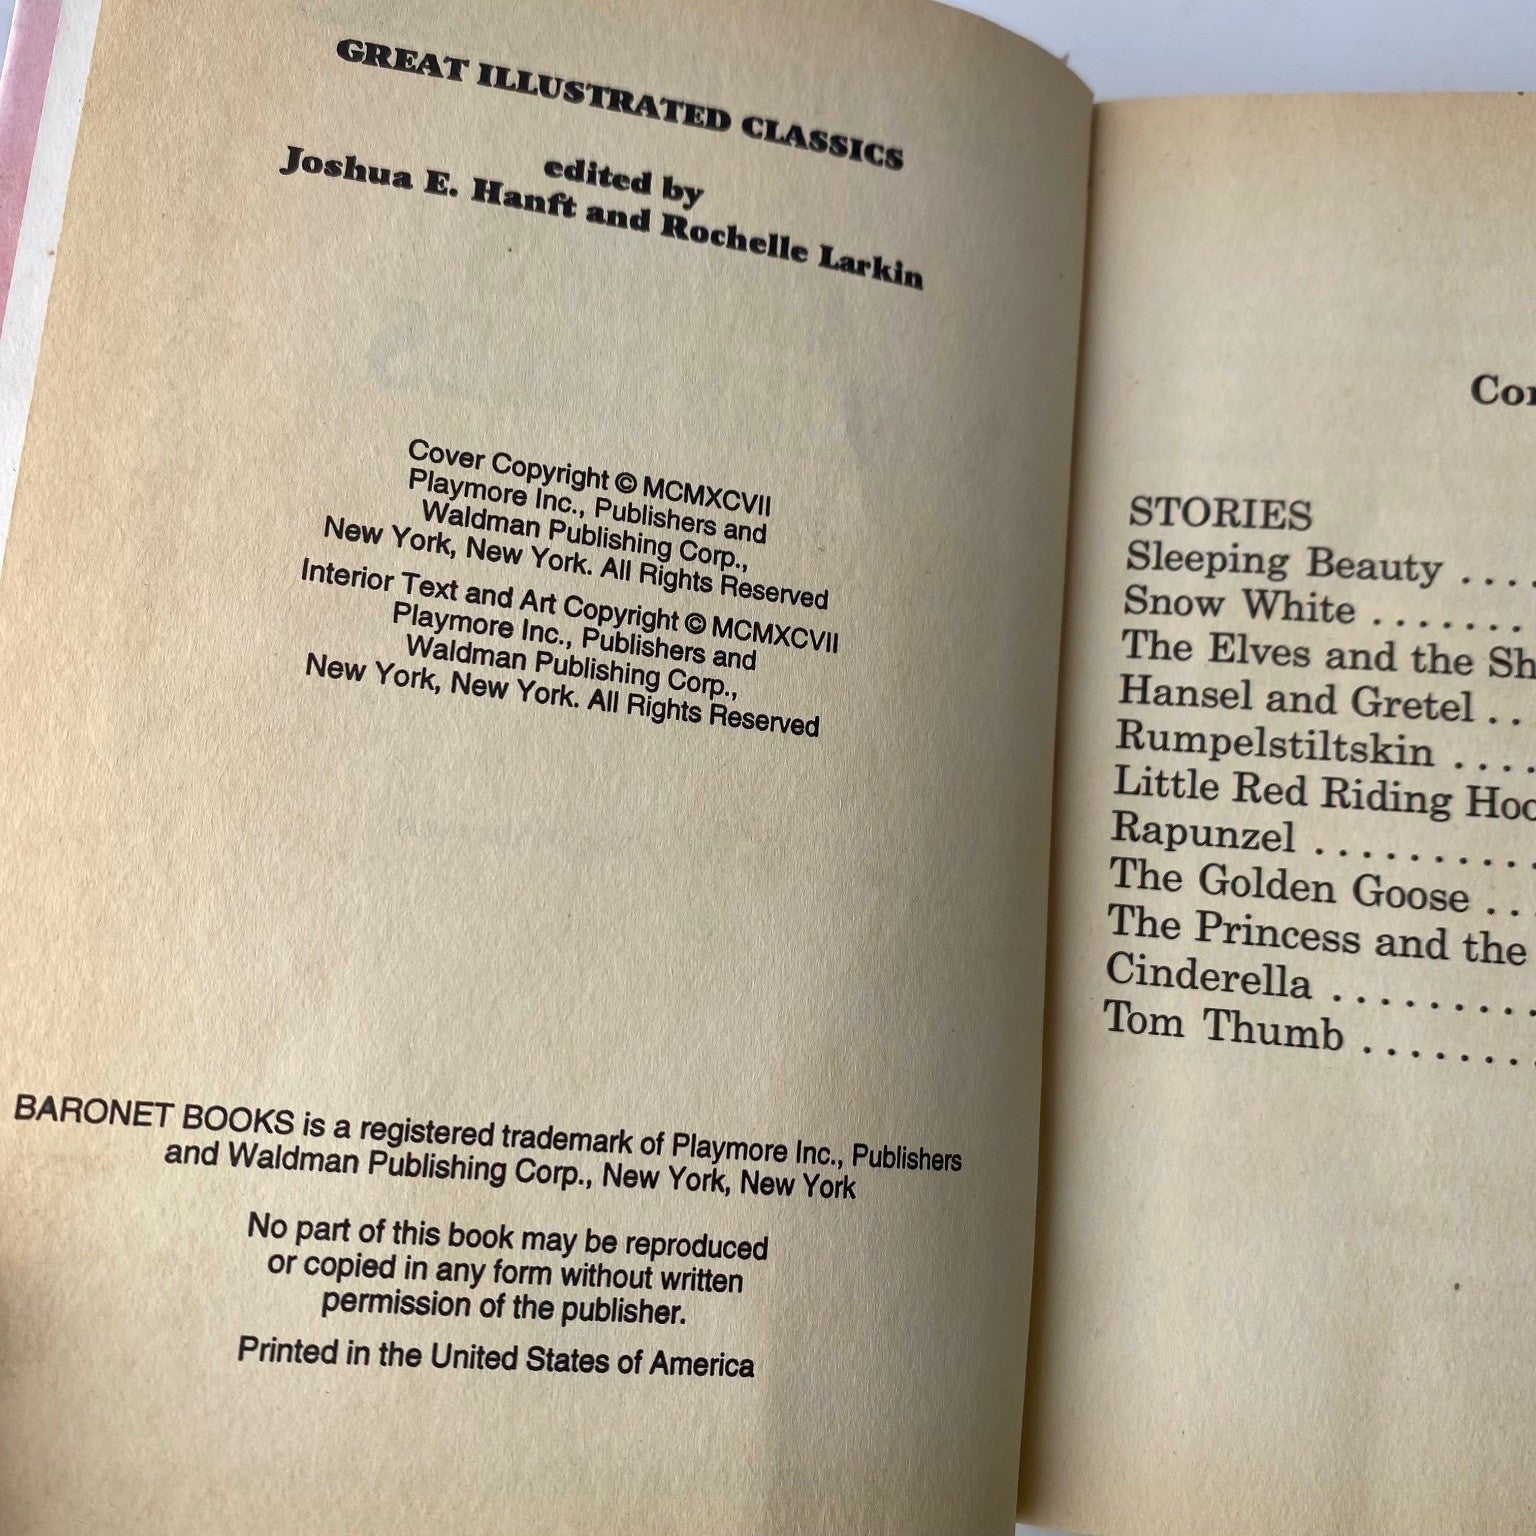 GREAT ILLUSTRATED CLASSICS
edited by
Joshua E. Hanft and Rochelle Larkin
Cover Copyright © MCMXCVII
Playmore Inc., Publishers and
Waldman Publishing Corp.,
New York, New York. All Rights Reserved
Interior Text and Art Copyright © MCMXCVII
Playmore Inc., Publishers and
Waldman Publishing Corp.,
New York, New York. All Rights Reserved
BARONET BOOKS is a registered trademark of Playmore Inc., Publishers
and Waldman Publishing Corp., New York, New York
No part of this book may be reproduced
or copied in any form without written
permission of the publisher.
Printed in the United States of America
STORIES
Sleeping Beauty ....
Snow White .......
The Elves and the
Hansel and Gretel ..
Rumpelstiltskin ....
Little Red Riding
Rapunzel ..........
The Golden Goose ...
The Princess and the
Cinderella .........
Tom Thumb ........